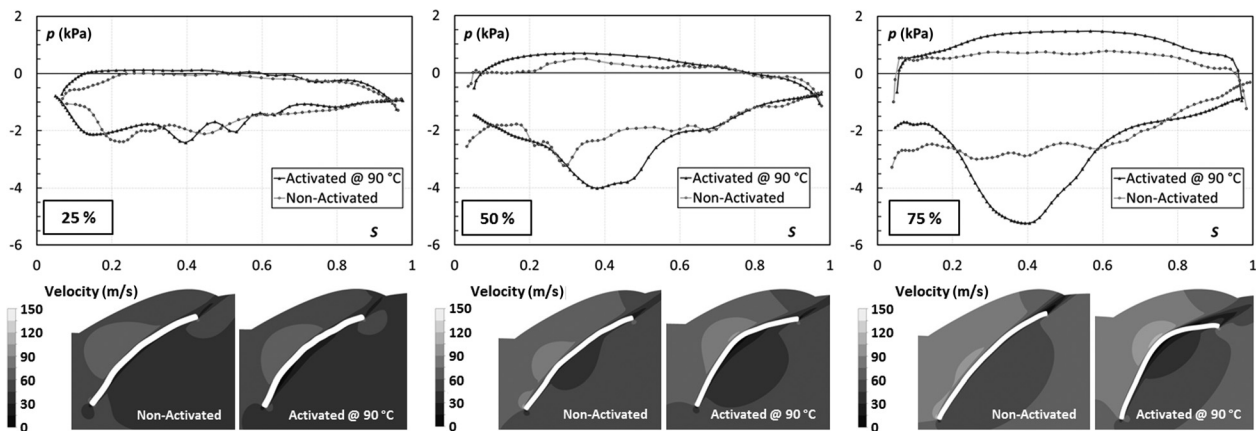 2
0
-2
-4
-6
p (kPa)
Activated @ 90 °C
Non-Activated
25 %
S
0 0.2 0.4 0.6 0.8 1
2
0
-2
-4
-6
p (kPa)
Activated @ 90 °C
Non-Activated
50 %
S
0 0.2 0.4 0.6 0.8 1
2
0
-2
-4
-6
p (kPa)
Activated @ 90 °C
Non-Activated
75 %
S
0 0.2 0.4 0.6 0.8 1
Velocity (m/s)
150
120
90
60
30
0
Non-Activated
Activated @ 90 °C
Velocity (m/s)
150
120
90
60
30
0
Non-Activated
Activated @ 90 °C
Velocity (m/s)
150
120
90
60
30
0
Non-Activated
Activated @ 90 °C